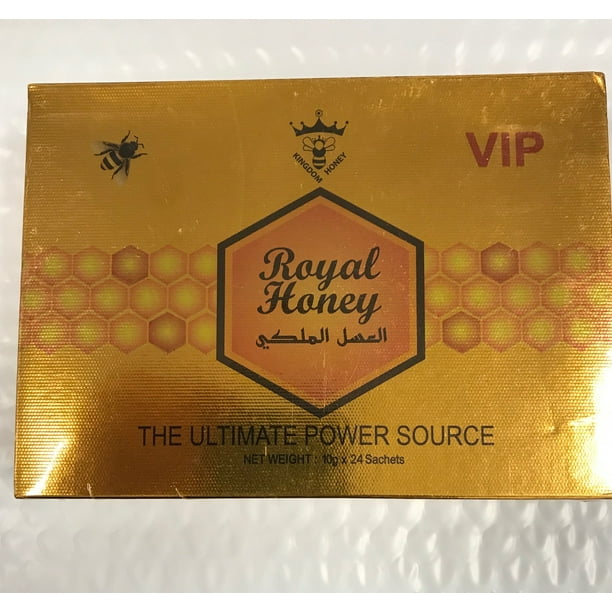 KINGDOM HONEY
VIP
Royal
Honey
العسل الملكي
THE ULTIMATE POWER SOURCE
NET WEIGHT : 10g x 24 Sachets